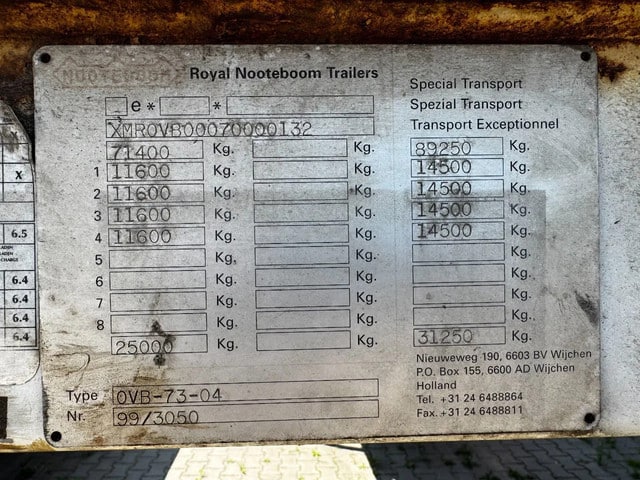 NOOTEBOOM Royal Nooteboom Trailers
e * *
XMR0VB00070000132
71400 Kg. Kg.
1 11600 Kg. Kg.
2 11600 Kg. Kg.
3 11600 Kg. Kg.
4 11600 Kg. Kg.
5 Kg. Kg.
6 Kg. Kg.
7 Kg. Kg.
8 Kg. Kg.
25000 Kg. Kg.
Type OVB-73-04
Nr. 99/3050
Special Transport
Spezial Transport
Transport Exceptionnel
89250 Kg.
14500 Kg.
14500 Kg.
14500 Kg.
14500 Kg.
Kg.
Kg.
Kg.
Kg.
31250 Kg.
Nieuweweg 190, 6603 BV Wijchen
P.O. Box 155, 6600 AD Wijchen
Holland
Tel. +31 24 6488864
Fax. +31 24 6488811
x
6.5
6.4
6.4
6.4
6.4